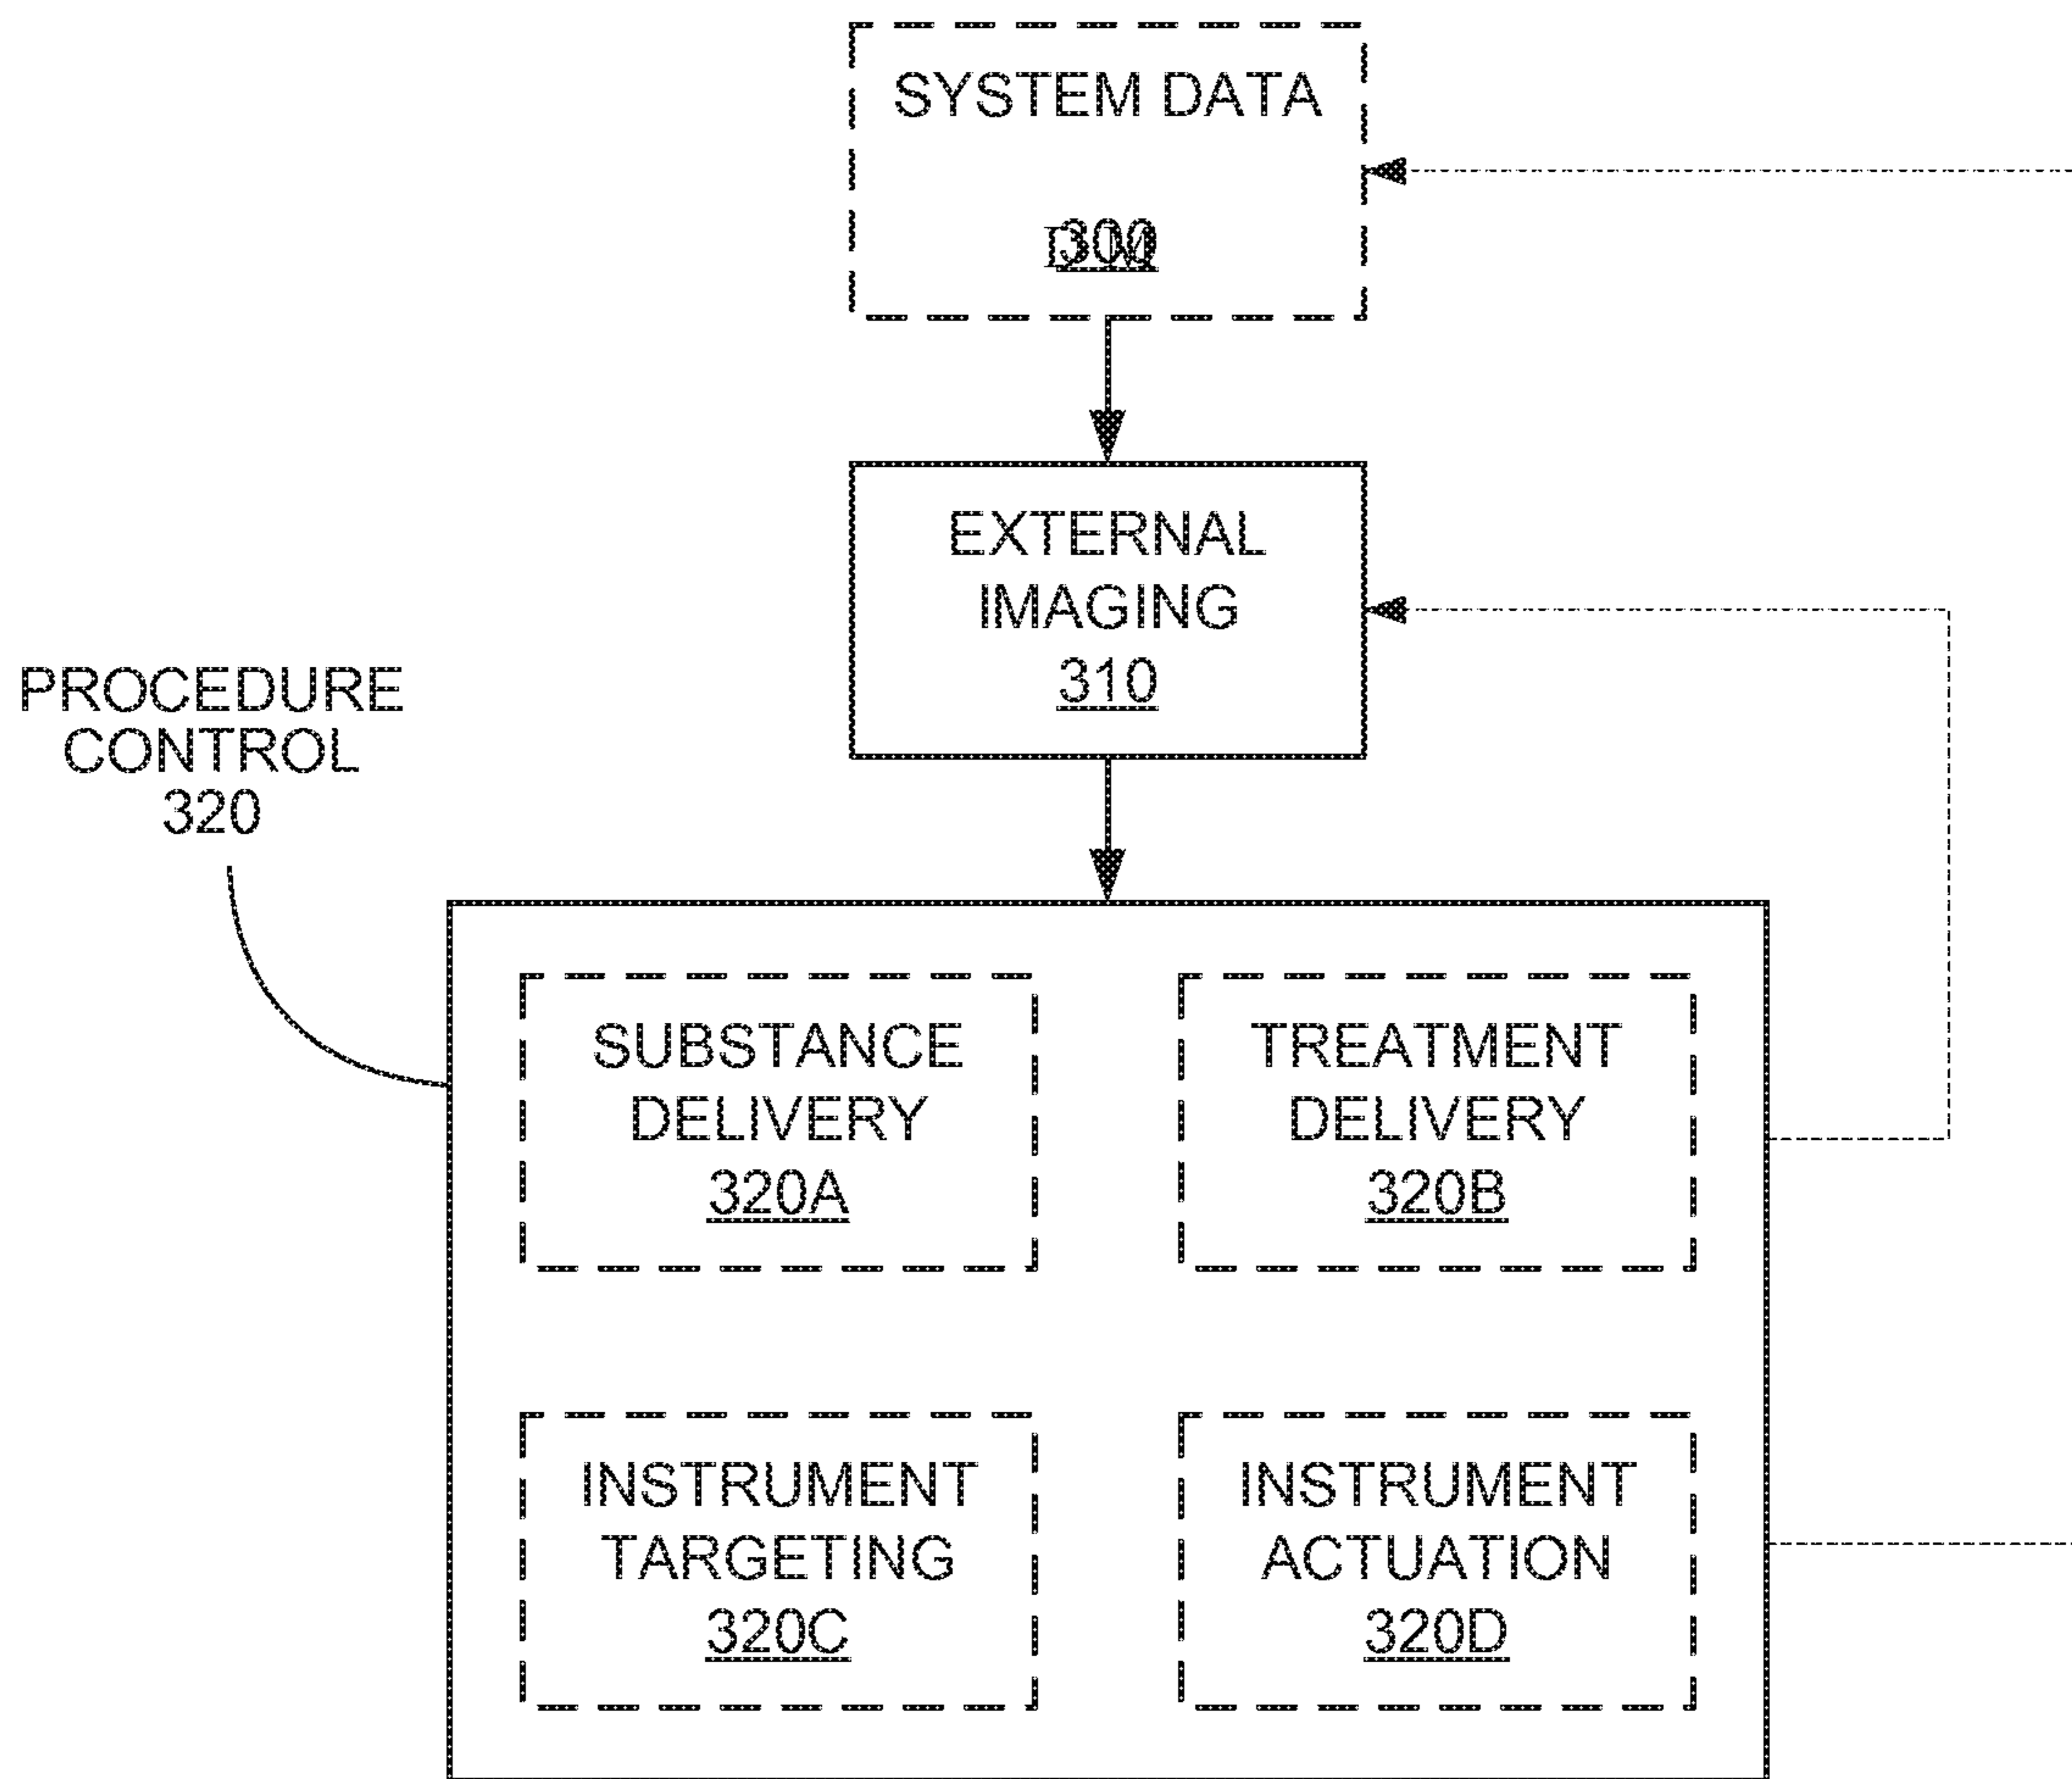 SYSTEM DATA
300
EXTERNAL
IMAGING
310
PROCEDURE
CONTROL
320
SUBSTANCE
DELIVERY
320A
TREATMENT
DELIVERY
320B
INSTRUMENT
TARGETING
320C
INSTRUMENT
ACTUATION
320D